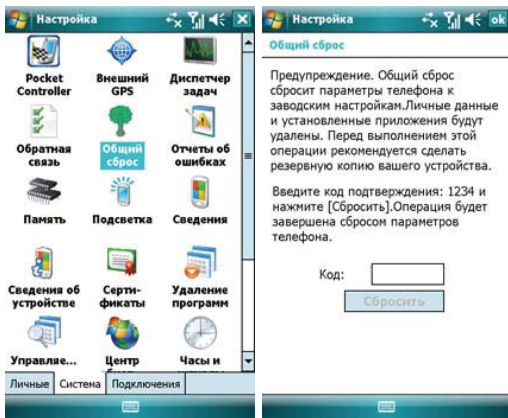 Настройка
Pocket
Controller
Внешний
GPS
Диспетчер
задач
Обратная
связь
Общий
сброс
Отчеты об
ошибках
Память
Подсветка
Сведения
Сведения об
устройстве
Серти-
фикаты
Удаление
программ
Управляе...
Центр
Часы и
Личные
Система
Подключения
Настройка
ok
Общий сброс
Предупреждение. Общий сброс
сбросит параметры телефона к
заводским настройкам.Личные данные
и установленные приложения будут
удалены. Перед выполнением этой
операции рекомендуется сделать
резервную копию вашего устройства.
Введите код подтверждения: 1234 и
нажмите [Сбросить].Операция будет
завершена сбросом параметров
телефона.
Код:
Сбросить